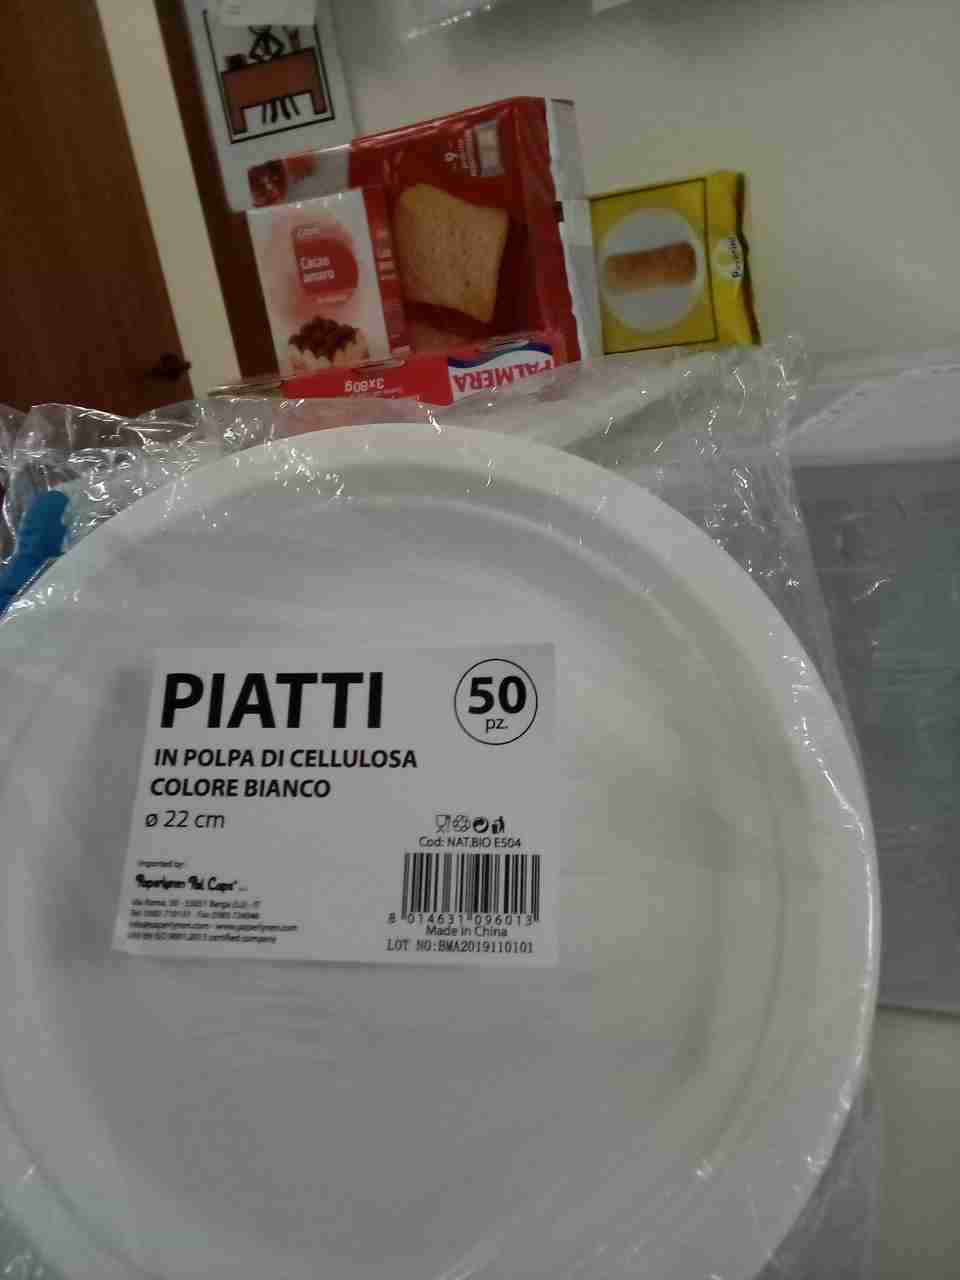 Cacao
amaro
PALMERA
3x80g
PIATTI
50
pz.
IN POLPA DI CELLULOSA
COLORE BIANCO
ø 22 cm
Cod: NAT.BIO E504
Imported by:
8 014631 096013
Made in China
LOT NO:BMA2019110101